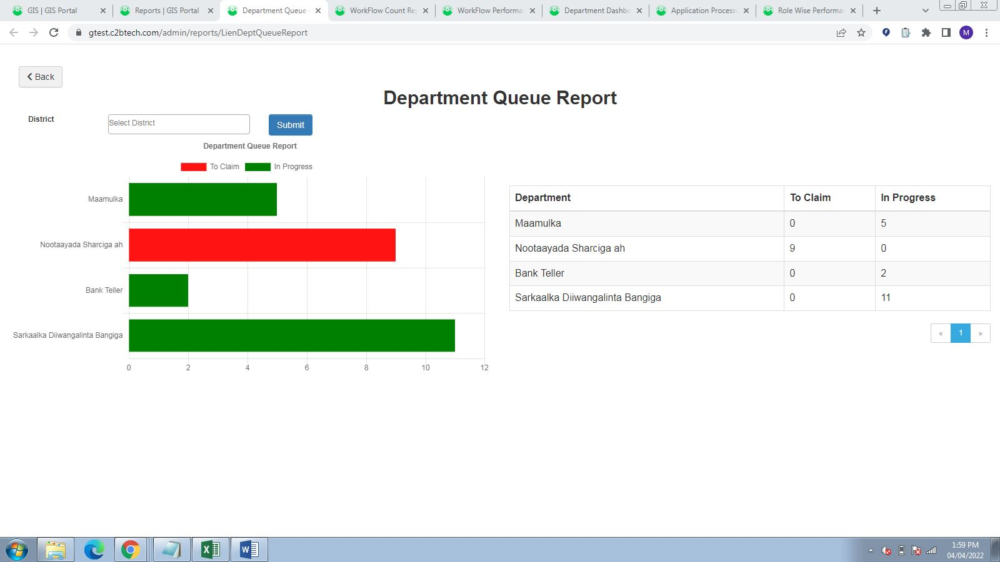 GIS | GIS Portal
Reports | GIS Portal
Department Queue
WorkFlow Count Re
WorkFlow Performa
Department Dashbo
Application Processi
Role Wise Performa
gtest.c2btech.com/admin/reports/LienDeptQueueReport
M
Back
Department Queue Report
District
Select District
Submit
Department Queue Report
To Claim
In Progress
Maamulka
Nootaayada Sharciga ah
Bank Teller
Sarkaalka Diiwangalinta Bangiga
0 2 4 6 8 10 12
Department To Claim In Progress
Maamulka 0 5
Nootaayada Sharciga ah 9 0
Bank Teller 0 2
Sarkaalka Diiwangalinta Bangiga 0 11
« 1 »
1:59 PM
04/04/2022